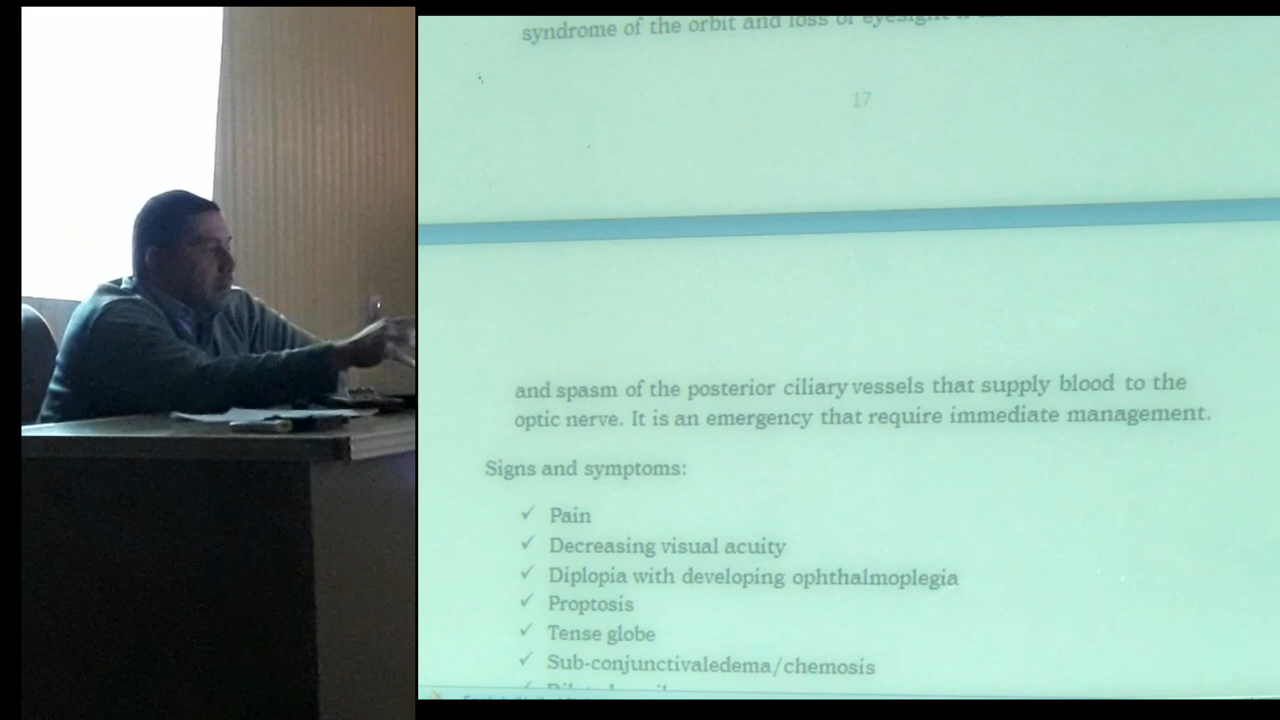 syndrome of the orbit and loss of eyesight
17
and spasm of the posterior ciliary vessels that supply blood to the
optic nerve. It is an emergency that require immediate management.
Signs and symptoms:
✓ Pain
✓ Decreasing visual acuity
✓ Diplopia with developing ophthalmoplegia
✓ Proptosis
✓ Tense globe
✓ Sub-conjunctivaledema/chemosis